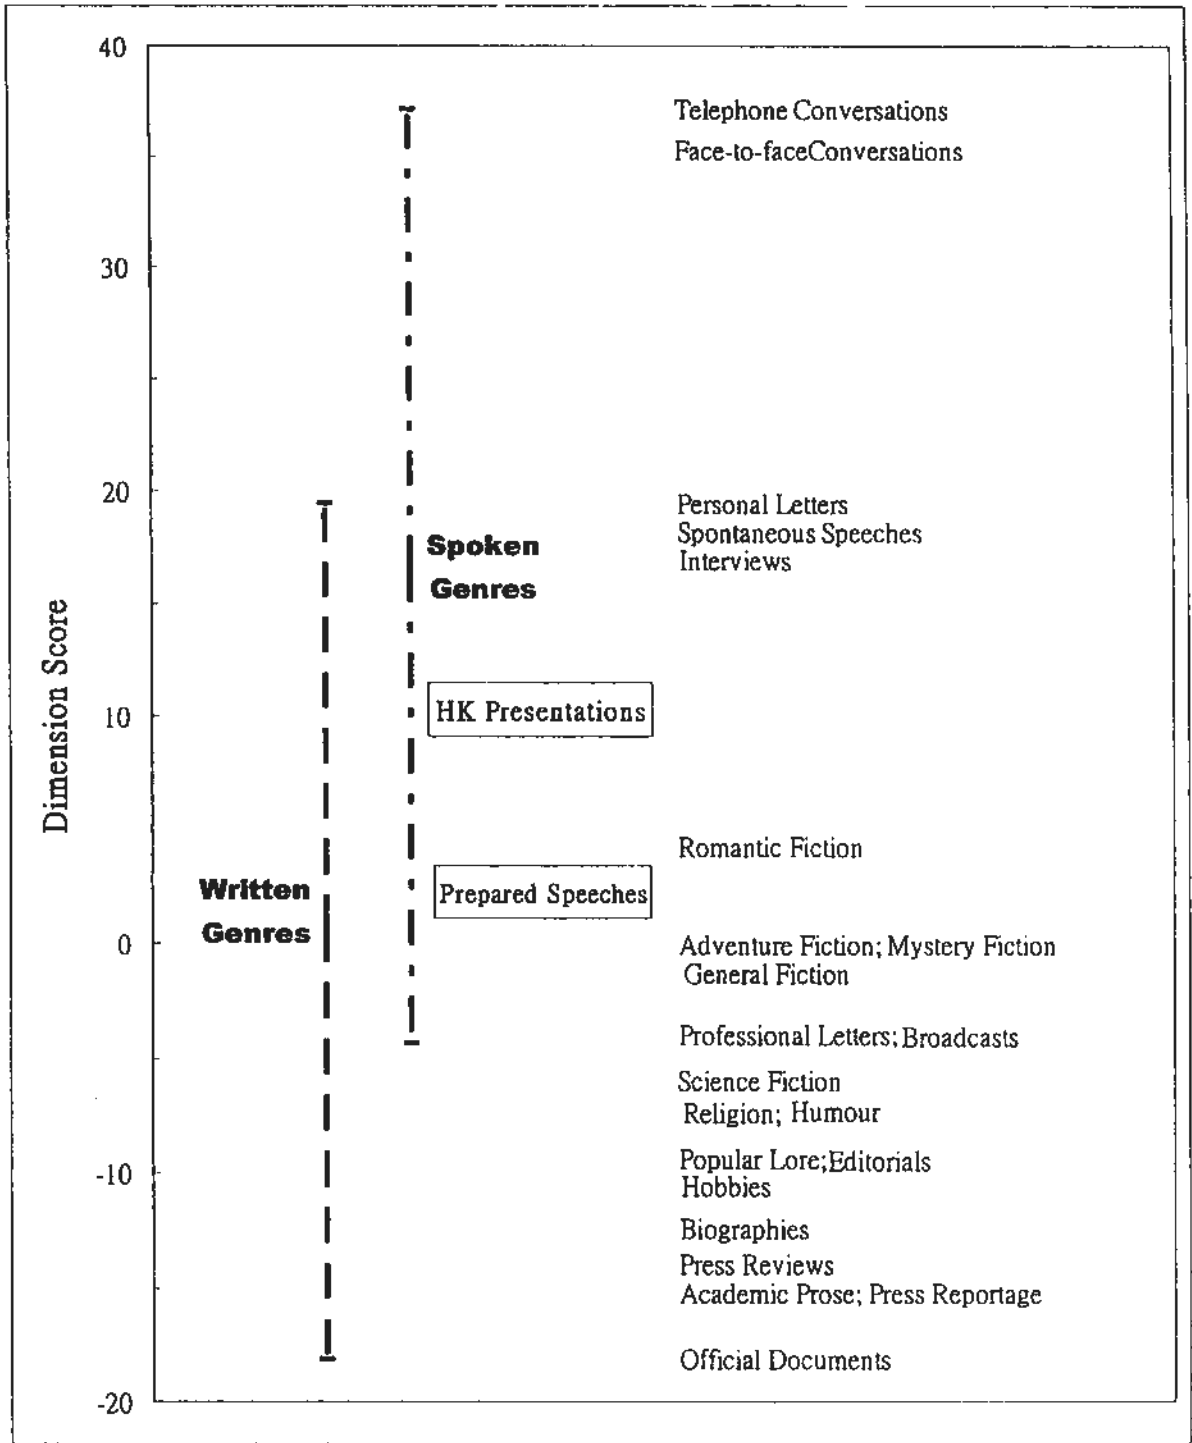 40
Telephone Conversations
Face-to-faceConversations
30
20
Personal Letters
Spontaneous Speeches
Interviews
Spoken
Genres
Dimension Score
HK Presentations
10
Romantic Fiction
Written
Genres
Prepared Speeches
0
Adventure Fiction; Mystery Fiction
General Fiction
Professional Letters; Broadcasts
Science Fiction
Religion; Humour
Popular Lore;Editorials
-10
Hobbies
Biographies
Press Reviews
Academic Prose; Press Reportage
Official Documents
-20